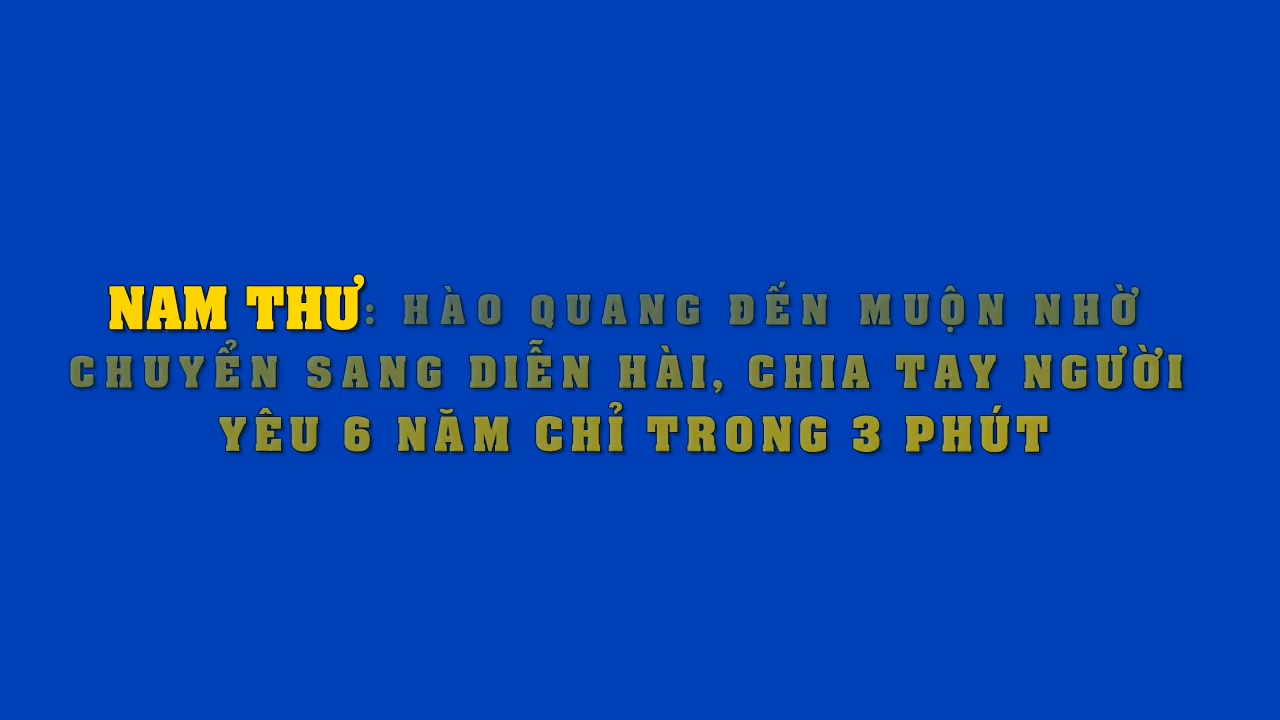 NAM THƯ: HÀO QUANG ĐẾN MUỘN NHỜ
CHUYỂN SANG DIỄN HÀI, CHIA TAY NGƯỜI
YÊU 6 NĂM CHỈ TRONG 3 PHÚT